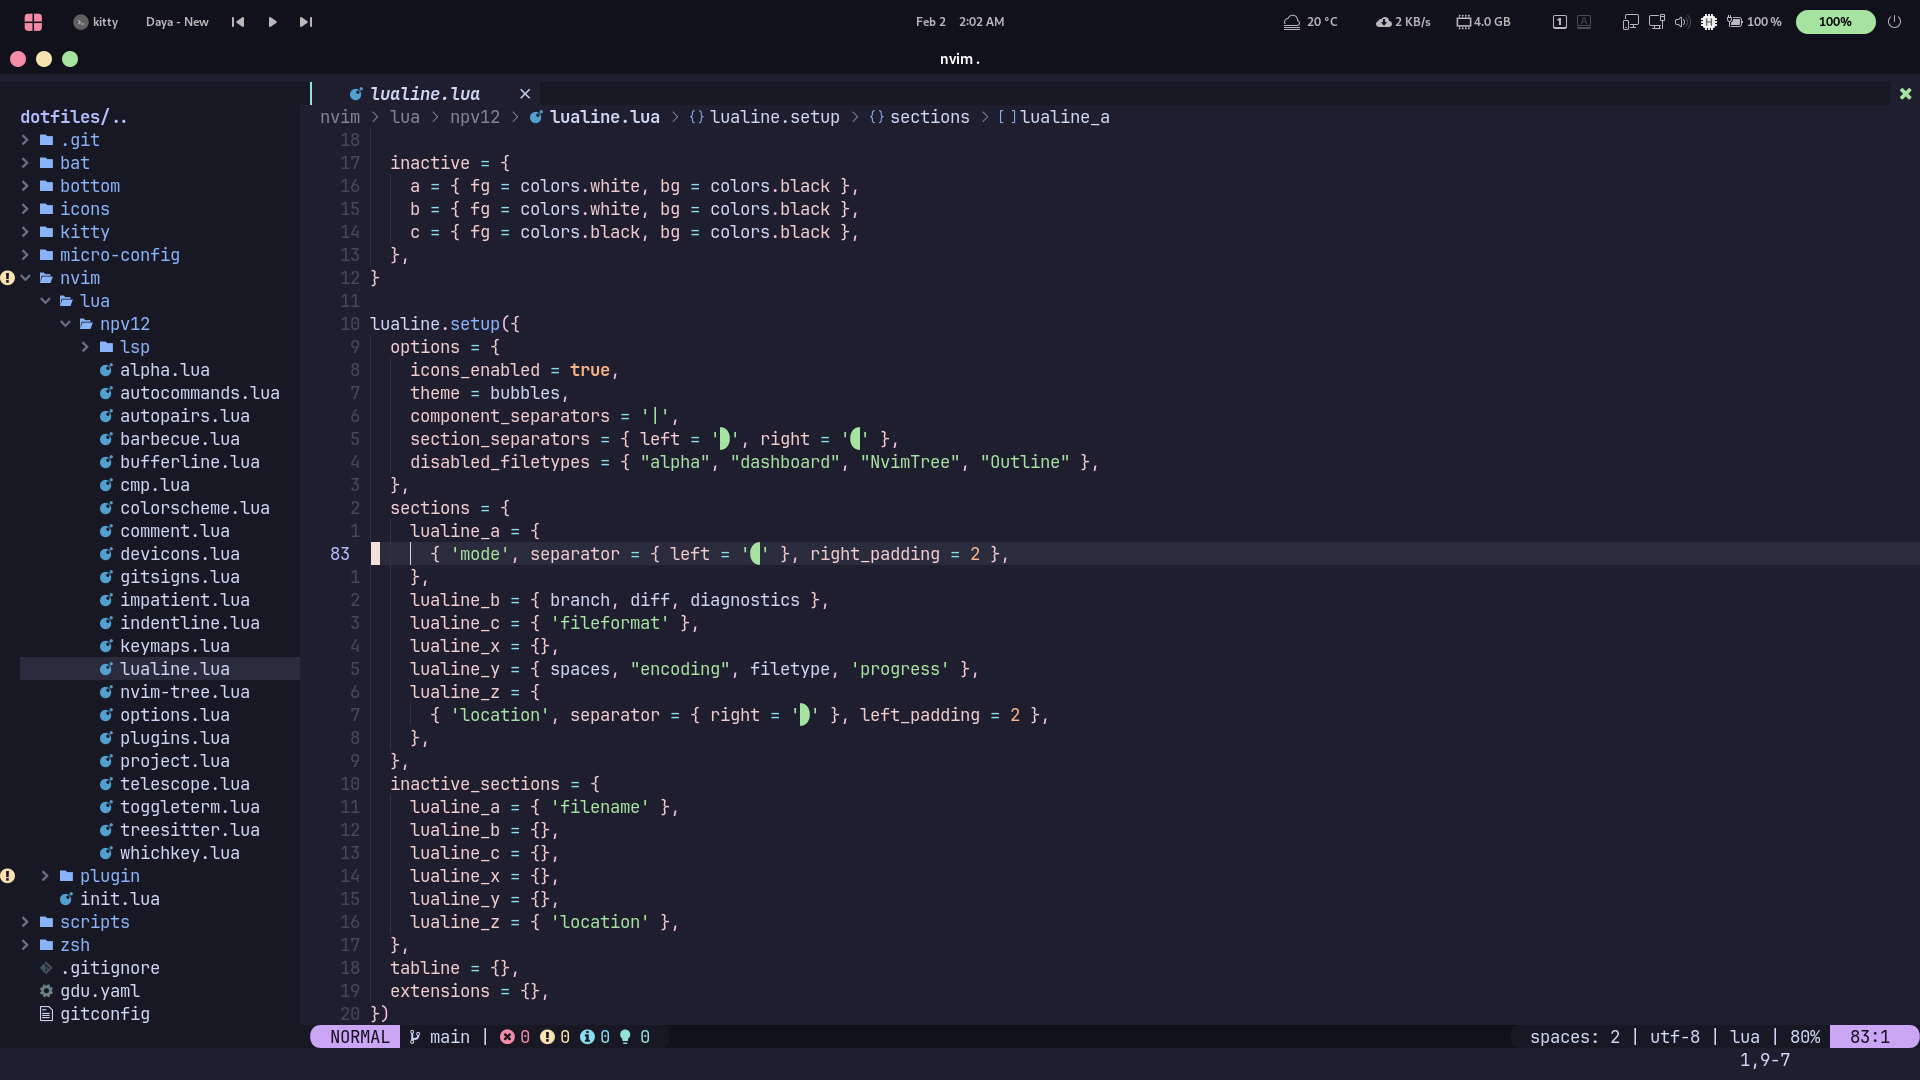 kitty Daya - New Feb 2 2:02 AM 20 °C 2 KB/s 4.0 GB 1 A 100 % 100%
nvim .
lualine.lua
nvim > lua > npv12 > lualine.lua > {} lualine.setup > {} sections > [ ] lualine_a
dotfiles/..
.git
bat
bottom
icons
kitty
micro-config
nvim
lua
npv12
lsp
alpha.lua
autocommands.lua
autopairs.lua
barbecue.lua
bufferline.lua
cmp.lua
colorscheme.lua
comment.lua
devicons.lua
gitsigns.lua
impatient.lua
indentline.lua
keymaps.lua
lualine.lua
nvim-tree.lua
options.lua
plugins.lua
project.lua
telescope.lua
toggleterm.lua
treesitter.lua
whichkey.lua
plugin
init.lua
scripts
zsh
.gitignore
gdu.yaml
gitconfig
18
17 inactive = {
16 a = { fg = colors.white, bg = colors.black },
15 b = { fg = colors.white, bg = colors.black },
14 c = { fg = colors.black, bg = colors.black },
13 },
12 }
11
10 lualine.setup({
9 options = {
8 icons_enabled = true,
7 theme = bubbles,
6 component_separators = '|',
5 section_separators = { left = '', right = '' },
4 disabled_filetypes = { "alpha", "dashboard", "NvimTree", "Outline" },
3 },
2 sections = {
1 lualine_a = {
83 { 'mode', separator = { left = '' }, right_padding = 2 },
1 },
2 lualine_b = { branch, diff, diagnostics },
3 lualine_c = { 'fileformat' },
4 lualine_x = {},
5 lualine_y = { spaces, "encoding", filetype, 'progress' },
6 lualine_z = {
7 { 'location', separator = { right = '' }, left_padding = 2 },
8 },
9 },
10 inactive_sections = {
11 lualine_a = { 'filename' },
12 lualine_b = {},
13 lualine_c = {},
14 lualine_x = {},
15 lualine_y = {},
16 lualine_z = { 'location' },
17 },
18 tabline = {},
19 extensions = {},
20 })
NORMAL main | 0 0 0 0 spaces: 2 | utf-8 | lua | 80% 83:1
1,9-7